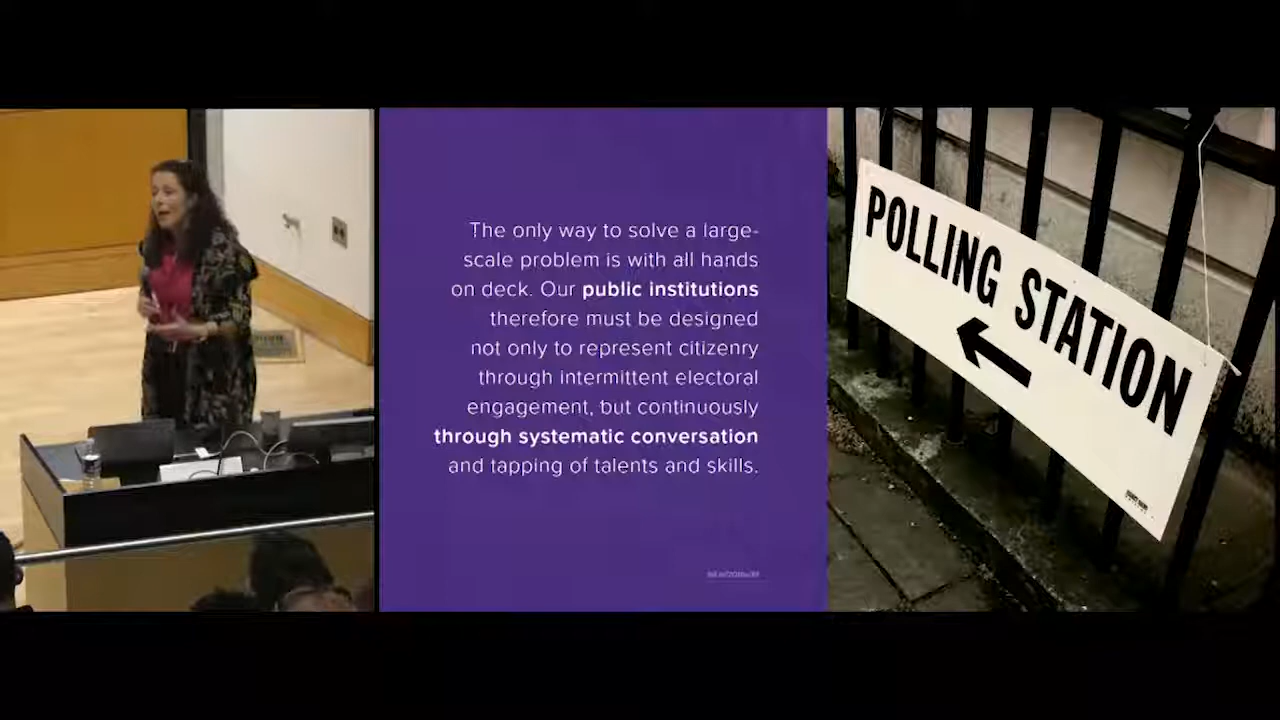 The only way to solve a large-
scale problem is with all hands
on deck. Our public institutions
therefore must be designed
not only to represent citizenry
through intermittent electoral
engagement, but continuously
through systematic conversation
and tapping of talents and skills.
POLLING STATION